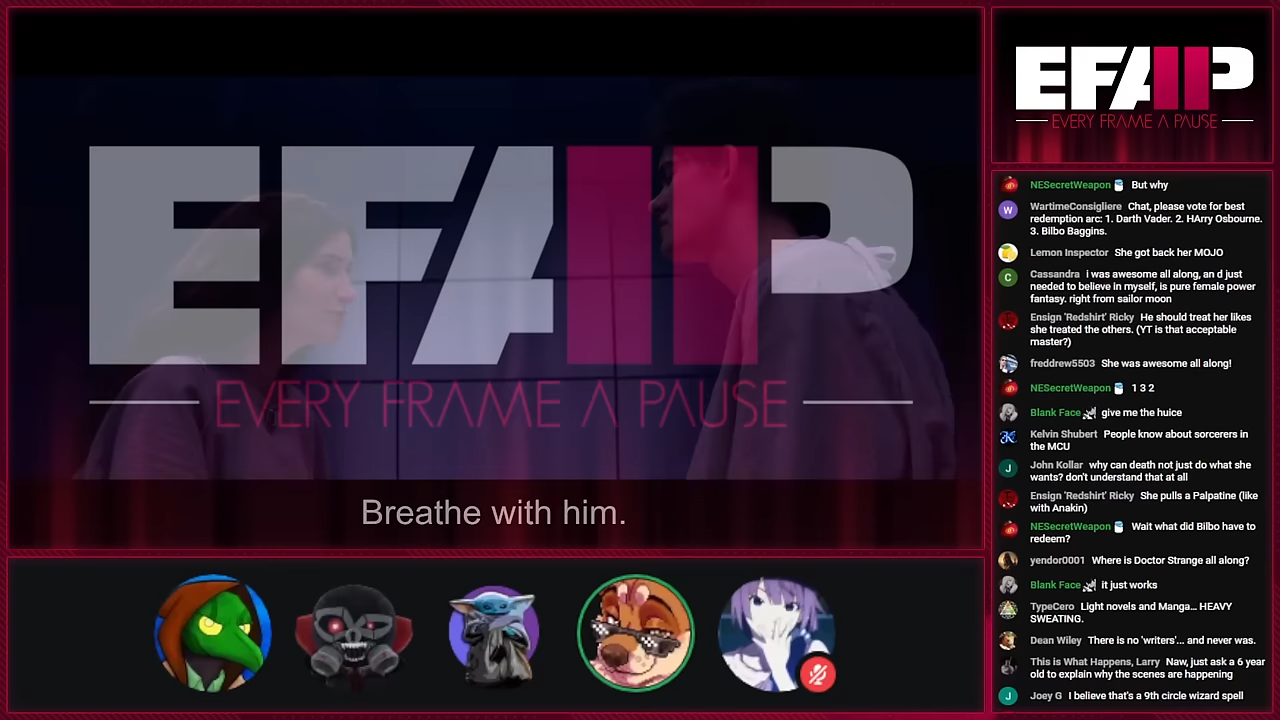 EFAP
EVERY FRAME A PAUSE
Breathe with him.
EFAP
EVERY FRAME A PAUSE
NESecretWeapon But why
W
WartimeConsigliere Chat, please vote for best
redemption arc: 1. Darth Vader. 2. HArry Osbourne.
3. Bilbo Baggins.
Lemon Inspector She got back her MOJO
C
Cassandra i was awesome all along, an d just
needed to believe in myself, is pure female power
fantasy. right from sailor moon
Ensign 'Redshirt' Ricky He should treat her likes
she treated the others. (YT is that acceptable
master?)
freddrew5503 She was awesome all along!
NESecretWeapon 1 3 2
Blank Face give me the huice
Kelvin Shubert People know about sorcerers in
the MCU
J
John Kollar why can death not just do what she
wants? don't understand that at all
Ensign 'Redshirt' Ricky She pulls a Palpatine (like
with Anakin)
NESecretWeapon Wait what did Bilbo have to
redeem?
yendor0001 Where is Doctor Strange all along?
Blank Face it just works
TypeCero Light novels and Manga... HEAVY
SWEATING.
Dean Wiley There is no 'writers'... and never was.
This is What Happens, Larry Naw, just ask a 6 year
old to explain why the scenes are happening
J
Joey G I believe that's a 9th circle wizard spell